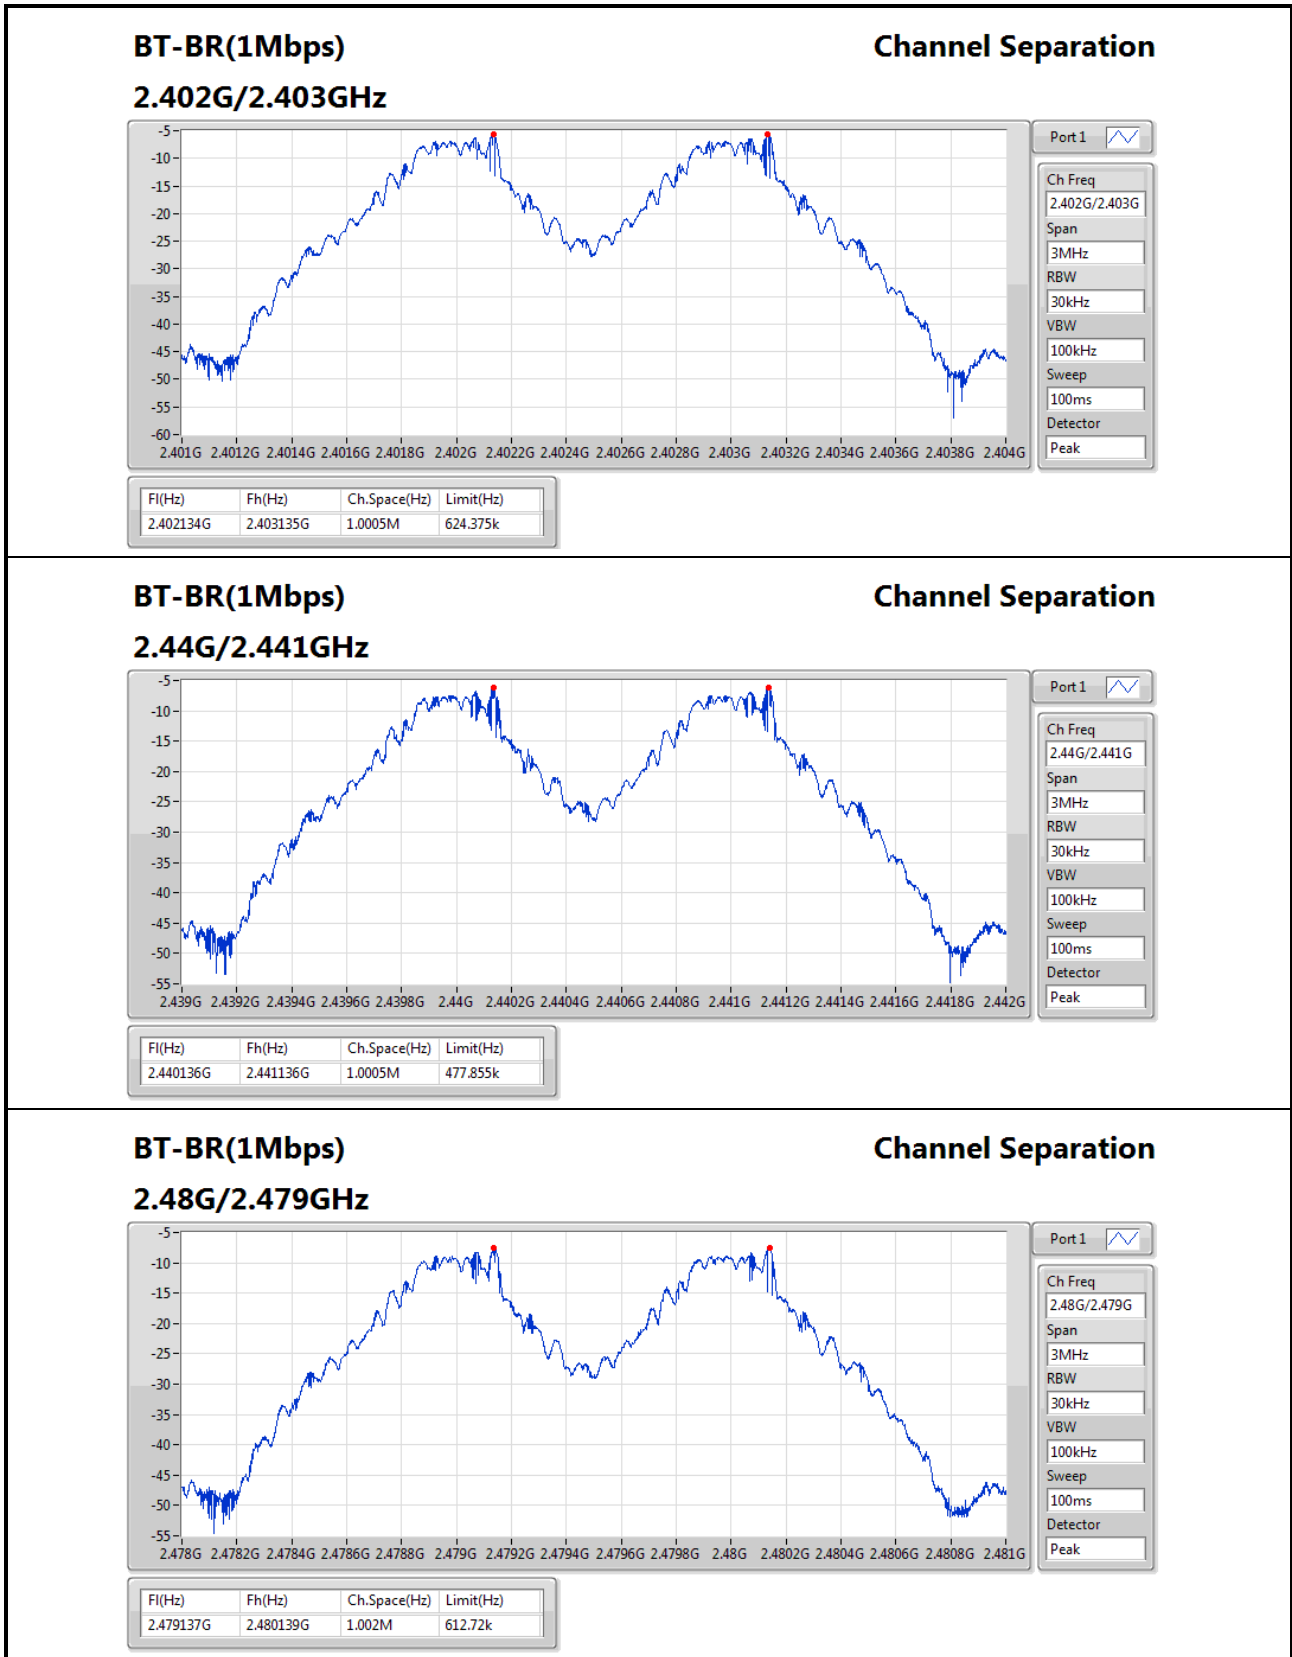 BT-BR(1Mbps) Channel Separation
2.402G/2.403GHz
-5
-10
-15
-20
-25
-30
-35
-40
-45
-50
-55
-60
2.401G 2.4012G 2.4014G 2.4016G 2.4018G 2.402G 2.4022G 2.4024G 2.4026G 2.4028G 2.403G 2.4032G 2.4034G 2.4036G 2.4038G 2.404G
Port 1
Ch Freq
2.402G/2.403G
Span
3MHz
RBW
30kHz
VBW
100kHz
Sweep
100ms
Detector
Peak
Fl(Hz) Fh(Hz) Ch.Space(Hz) Limit(Hz)
2.402134G 2.403135G 1.0005M 624.375k
BT-BR(1Mbps) Channel Separation
2.44G/2.441GHz
-5
-10
-15
-20
-25
-30
-35
-40
-45
-50
-55
2.439G 2.4392G 2.4394G 2.4396G 2.4398G 2.44G 2.4402G 2.4404G 2.4406G 2.4408G 2.441G 2.4412G 2.4414G 2.4416G 2.4418G 2.442G
Port 1
Ch Freq
2.44G/2.441G
Span
3MHz
RBW
30kHz
VBW
100kHz
Sweep
100ms
Detector
Peak
Fl(Hz) Fh(Hz) Ch.Space(Hz) Limit(Hz)
2.440136G 2.441136G 1.0005M 477.855k
BT-BR(1Mbps) Channel Separation
2.48G/2.479GHz
-5
-10
-15
-20
-25
-30
-35
-40
-45
-50
-55
2.478G 2.4782G 2.4784G 2.4786G 2.4788G 2.479G 2.4792G 2.4794G 2.4796G 2.4798G 2.48G 2.4802G 2.4804G 2.4806G 2.4808G 2.481G
Port 1
Ch Freq
2.48G/2.479G
Span
3MHz
RBW
30kHz
VBW
100kHz
Sweep
100ms
Detector
Peak
Fl(Hz) Fh(Hz) Ch.Space(Hz) Limit(Hz)
2.479137G 2.480139G 1.002M 612.72k